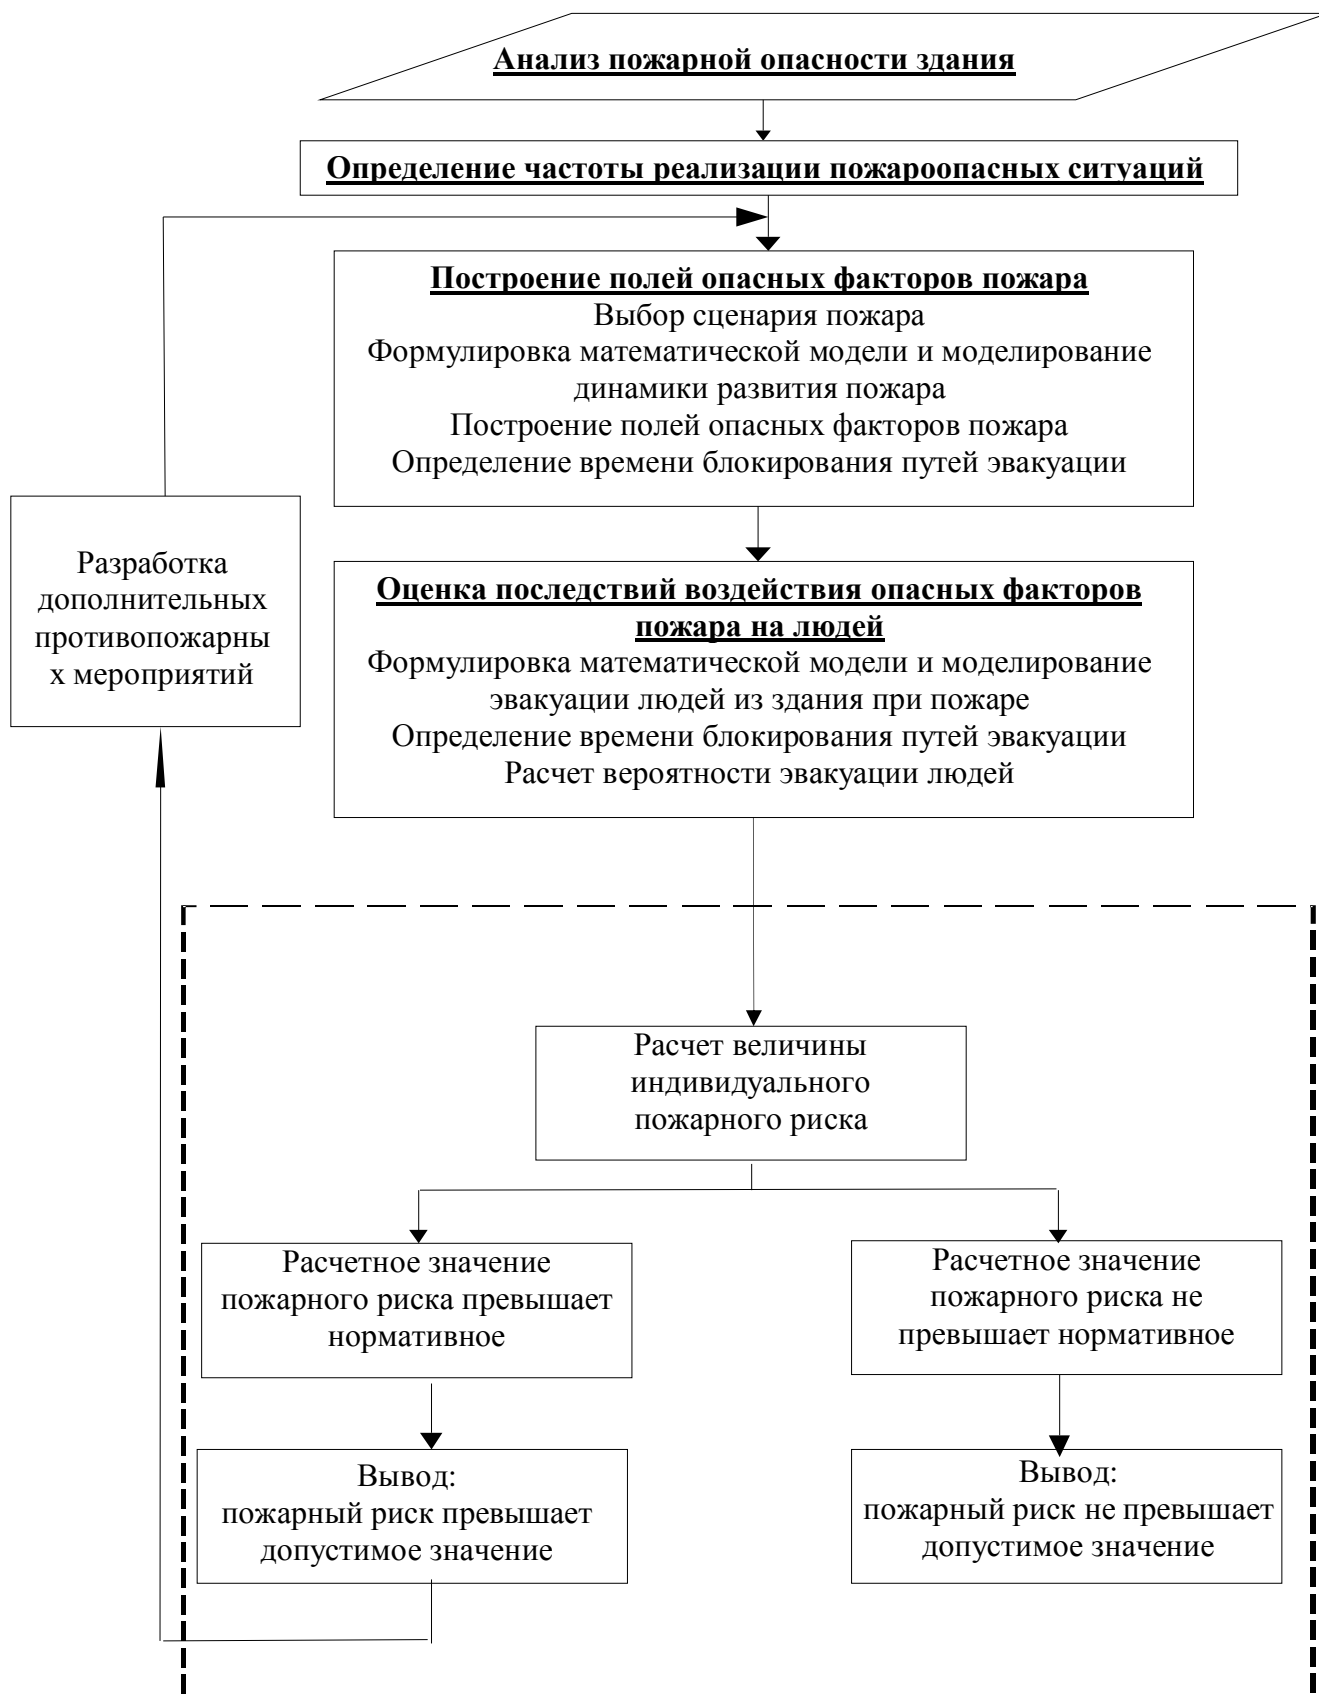 Анализ пожарной опасности здания
Определение частоты реализации пожароопасных ситуаций
Построение полей опасных факторов пожара
Выбор сценария пожара
Формулировка математической модели и моделирование
динамики развития пожара
Построение полей опасных факторов пожара
Определение времени блокирования путей эвакуации
Разработка
дополнительных
противопожарны
х мероприятий
Оценка последствий воздействия опасных факторов
пожара на людей
Формулировка математической модели и моделирование
эвакуации людей из здания при пожаре
Определение времени блокирования путей эвакуации
Расчет вероятности эвакуации людей
Расчет величины
индивидуального
пожарного риска
Расчетное значение
пожарного риска превышает
нормативное
Расчетное значение
пожарного риска не
превышает нормативное
Вывод:
пожарный риск превышает
допустимое значение
Вывод:
пожарный риск не превышает
допустимое значение